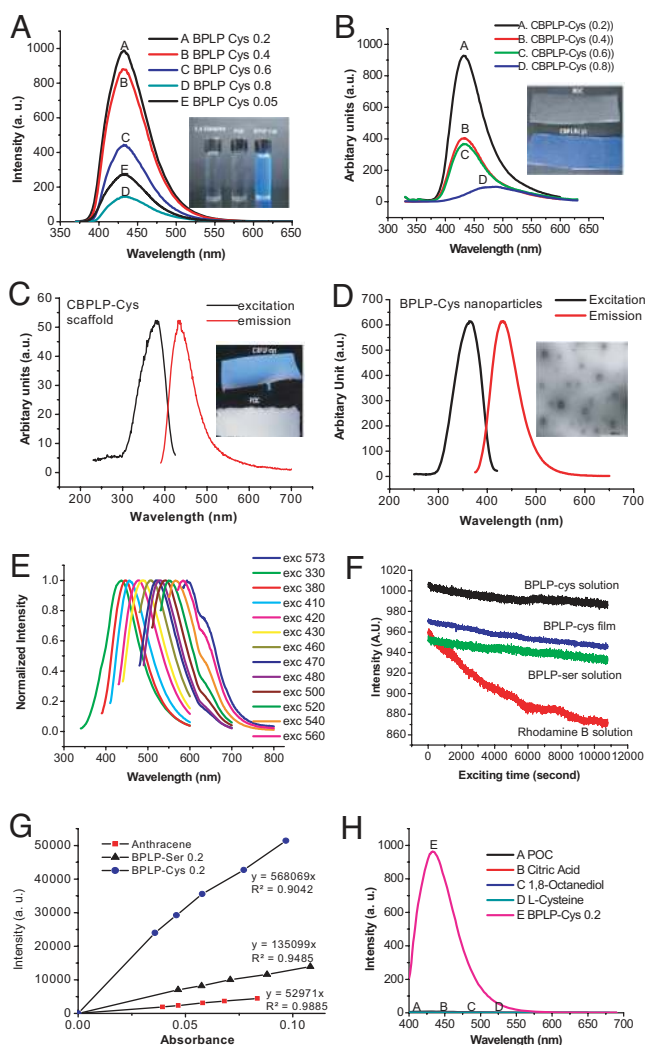 A
1000
800
600
400
200
0
Intensity (a. u.)
350
400
450
500
550
600
650
Wavelength (nm)
A BPLP Cys 0.2
B BPLP Cys 0.4
C BPLP Cys 0.6
D BPLP Cys 0.8
E BPLP Cys 0.05
A
B
C
E
D
B
1000
800
600
400
200
0
Arbitary units (a.u.)
300
350
400
450
500
550
600
650
Wavelength (nm)
A. CBPLP-Cys (0.2))
B. CBPLP-Cys (0.4))
C. CBPLP-Cys (0.6))
D. CBPLP-Cys (0.8))
A
B
C
D
POC
CBPLP-Cys
C
CBPLP-Cys
scaffold
excitation
emission
60
50
40
30
20
10
0
Arbitary units (a.u.)
200
300
400
500
600
700
Wavelength (nm)
CBPLP-Cys
POC
D
BPLP-Cys nanoparticles
Excitation
Emission
700
600
500
400
300
200
100
0
Arbitary Unit (a.u.)
200
300
400
500
600
700
Wavelength (nm)
E
1.0
0.8
0.6
0.4
0.2
0.0
Normalized Intensity
300
400
500
600
700
800
Wavelength (nm)
exc 573
exc 330
exc 380
exc 410
exc 420
exc 430
exc 460
exc 470
exc 480
exc 500
exc 520
exc 540
exc 560
F
1020
1000
980
960
940
920
900
880
860
Intensity (A.U.)
0
2000
4000
6000
8000
10000
12000
Exciting time (second)
BPLP-cys solution
BPLP-cys film
BPLP-ser solution
Rhodamine B solution
G
50000
40000
30000
20000
10000
0
Intensity (a.u.)
0.00
0.05
0.10
Absorbance
Anthracene
BPLP-Ser 0.2
BPLP-Cys 0.2
y = 568069x
R² = 0.9042
y = 135099x
R² = 0.9485
y = 52971x
R² = 0.9885
H
1000
800
600
400
200
0
Intensity (a. u.)
400
450
500
550
600
650
700
Wavelength (nm)
A POC
B Citric Acid
C 1,8-Octanediol
D L-Cysteine
E BPLP-Cys 0.2
E
A
B
C
D